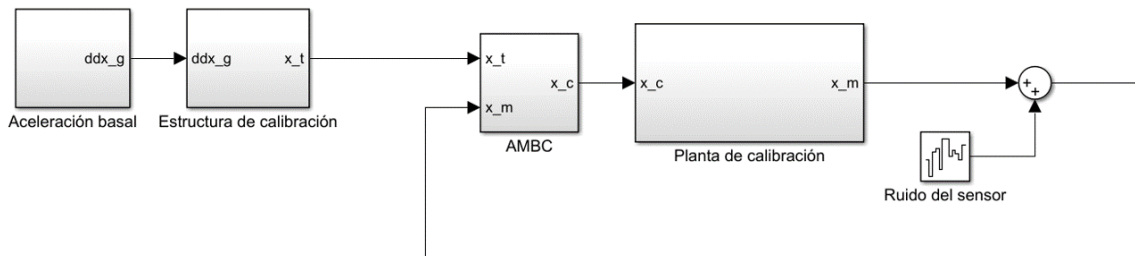 ddx_g
Aceleración basal
ddx_g
x_t
Estructura de calibración
x_t
x_m
x_c
AMBC
x_c
x_m
Planta de calibración
+
+
Ruido del sensor